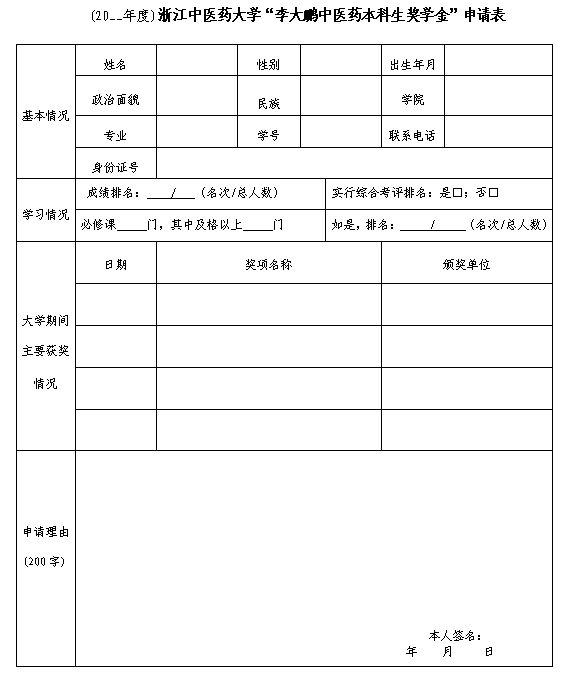 (20__年度)浙江中医药大学“李大鹏中医药本科生奖学金”申请表
基本情况
姓名 性别 出生年月
政治面貌 民族 学院
专业 学号 联系电话
身份证号
学习情况
成绩排名：____/____（名次/总人数） 实行综合考评排名：是□；否□
必修课____门，其中及格以上____门 如是，排名：____/____（名次/总人数）
大学期间
主要获奖
情况
日期 奖项名称 颁奖单位
申请理由
(200字)
本人签名：
年 月 日